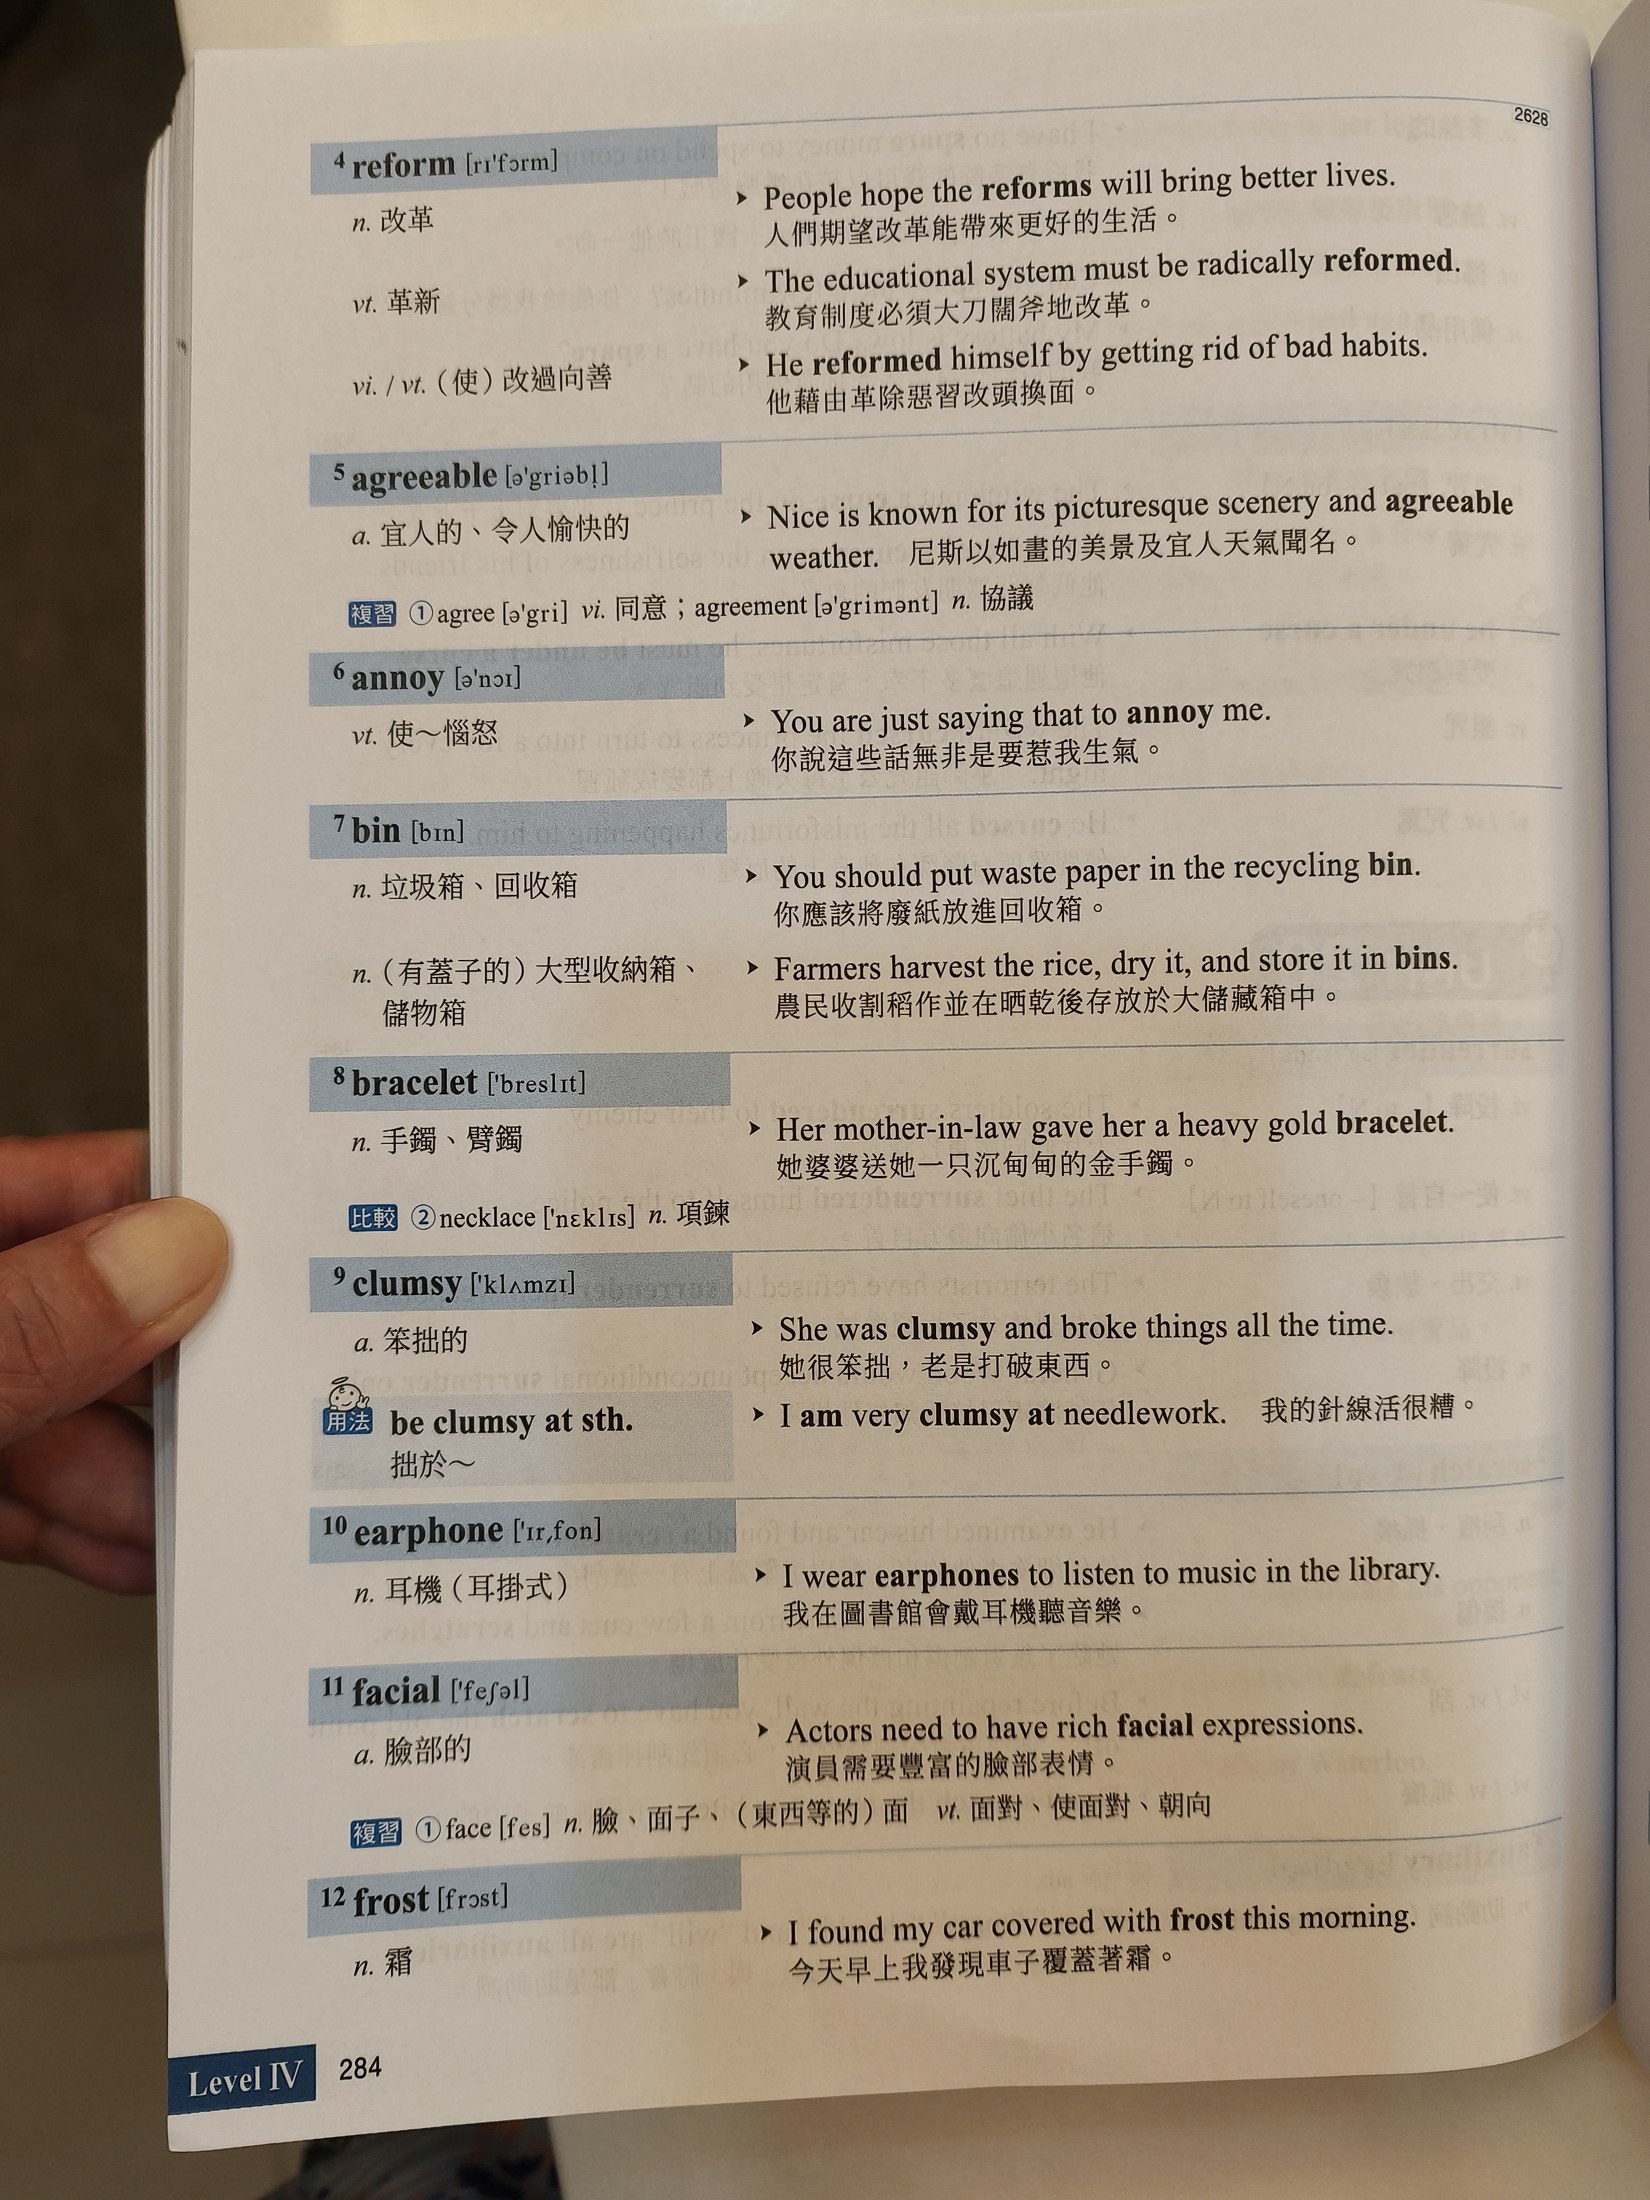 2628
4 reform [rɪ'fɔrm]
n. 改革
➤ People hope the reforms will bring better lives.
人們期望改革能帶來更好的生活。
vt. 革新
➤ The educational system must be radically reformed.
教育制度必須大刀闊斧地改革。
vi. / vt.（使）改過向善
➤ He reformed himself by getting rid of bad habits.
他藉由革除惡習改頭換面。
5 agreeable [ə'griəbḷ]
a. 宜人的、令人愉快的
➤ Nice is known for its picturesque scenery and agreeable
weather. 尼斯以如畫的美景及宜人天氣聞名。
複習 ①agree [ə'gri] vi. 同意；agreement [ə'grimənt] n. 協議
6 annoy [ə'nɔɪ]
vt. 使～惱怒
➤ You are just saying that to annoy me.
你說這些話無非是要惹我生氣。
7 bin [bɪn]
n. 垃圾箱、回收箱
➤ You should put waste paper in the recycling bin.
你應該將廢紙放進回收箱。
n.（有蓋子的）大型收納箱、
儲物箱
➤ Farmers harvest the rice, dry it, and store it in bins.
農民收割稻作並在晒乾後存放於大儲藏箱中。
8 bracelet ['breslɪt]
n. 手鐲、臂鐲
➤ Her mother-in-law gave her a heavy gold bracelet.
她婆婆送她一只沉甸甸的金手鐲。
比較 ②necklace ['nɛklɪs] n. 項鍊
9 clumsy ['klʌmzɪ]
a. 笨拙的
➤ She was clumsy and broke things all the time.
她很笨拙，老是打破東西。
用法 be clumsy at sth.
拙於～
➤ I am very clumsy at needlework. 我的針線活很糟。
10 earphone ['ɪr,fon]
n. 耳機（耳掛式）
➤ I wear earphones to listen to music in the library.
我在圖書館會戴耳機聽音樂。
11 facial ['feʃəl]
a. 臉部的
➤ Actors need to have rich facial expressions.
演員需要豐富的臉部表情。
複習 ①face [fes] n. 臉、面子、（東西等的）面 vt. 面對、使面對、朝向
12 frost [frɔst]
n. 霜
➤ I found my car covered with frost this morning.
今天早上我發現車子覆蓋著霜。
Level IV 284